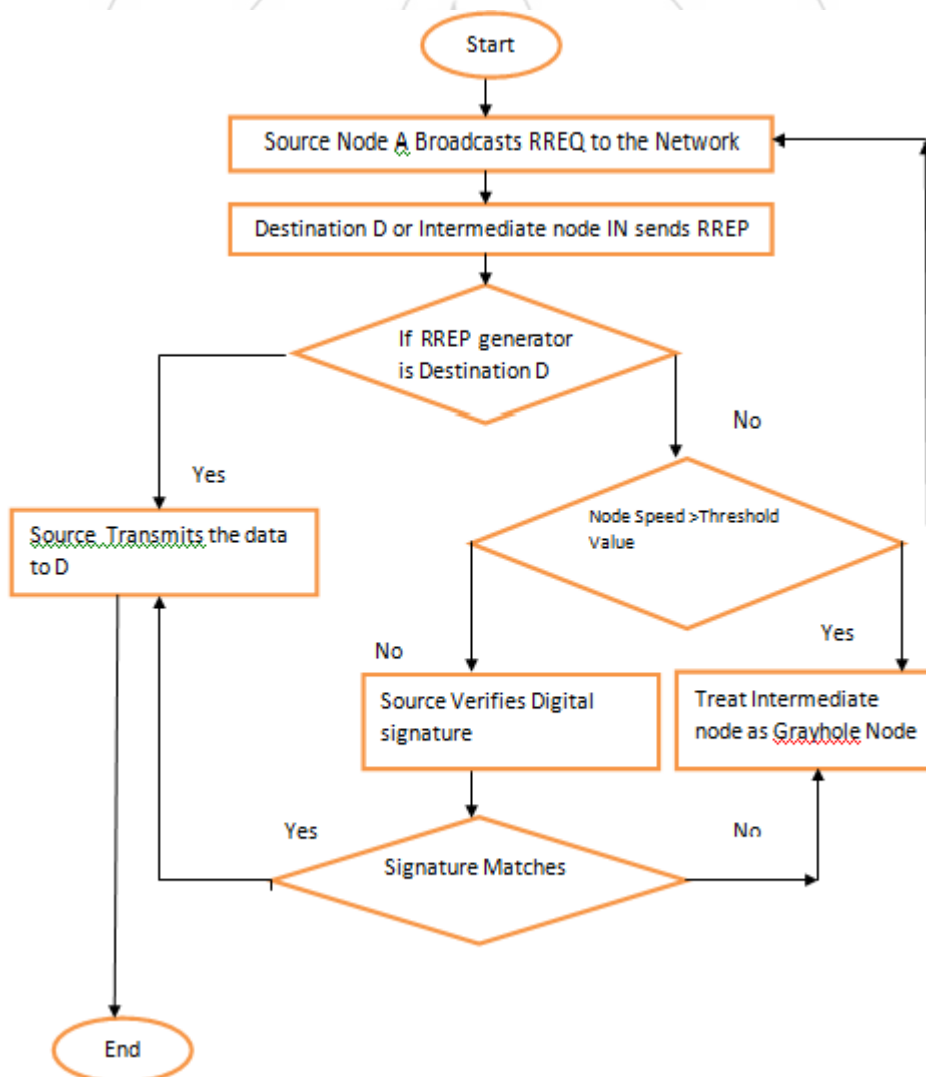 Start
Source Node A Broadcasts RREQ to the Network
Destination D or Intermediate node IN sends RREP
If RREP generator
is Destination D
No
Yes
Node Speed >Threshold
Value
Source Transmits the data
to D
Yes
No
Source Verifies Digital
signature
Treat Intermediate
node as Grayhole Node
Yes
No
Signature Matches
End